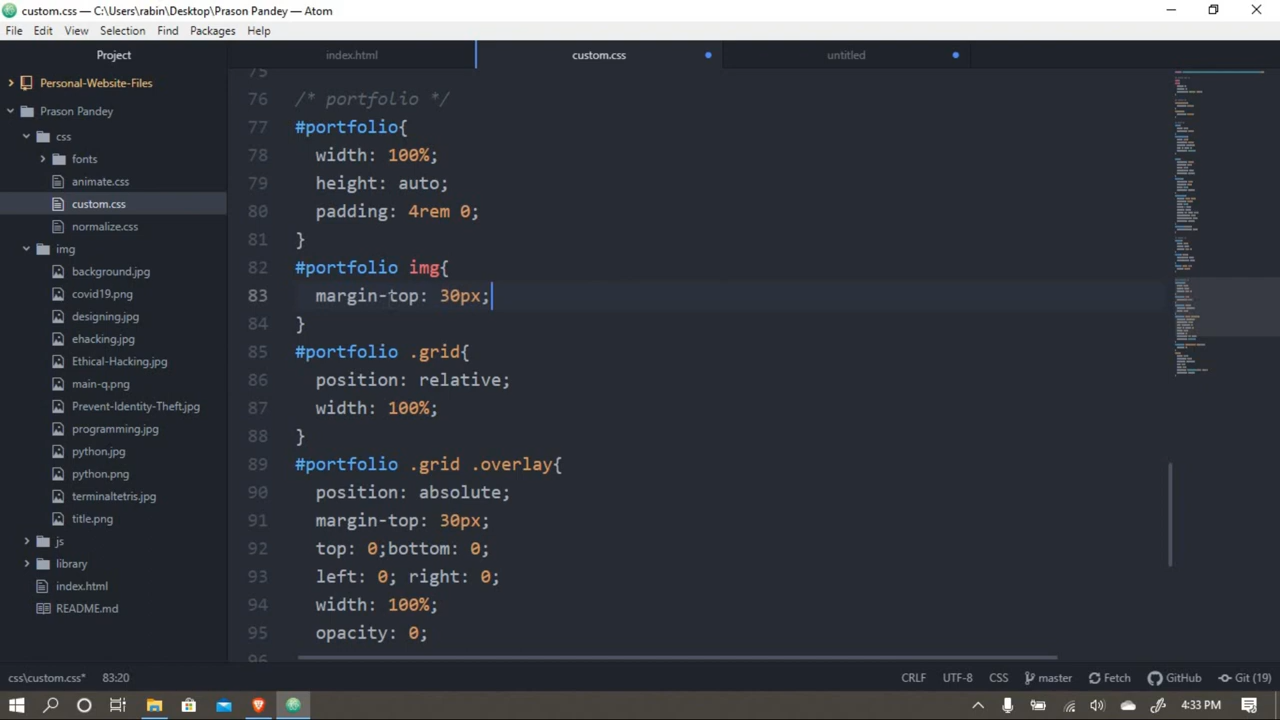 custom.css — C:\Users\rabin\Desktop\Prason Pandey — Atom
File Edit View Selection Find Packages Help
Project
index.html
custom.css
untitled
Personal-Website-Files
Prason Pandey
css
fonts
animate.css
custom.css
normalize.css
img
background.jpg
covid19.png
designing.jpg
ehacking.jpg
Ethical-Hacking.jpg
main-q.png
Prevent-Identity-Theft.jpg
programming.jpg
python.jpg
python.png
terminaltetris.jpg
title.png
js
library
index.html
README.md
75
76 /* portfolio */
77 #portfolio{
78 width: 100%;
79 height: auto;
80 padding: 4rem 0;
81 }
82 #portfolio img{
83 margin-top: 30px;
84 }
85 #portfolio .grid{
86 position: relative;
87 width: 100%;
88 }
89 #portfolio .grid .overlay{
90 position: absolute;
91 margin-top: 30px;
92 top: 0;bottom: 0;
93 left: 0; right: 0;
94 width: 100%;
95 opacity: 0;
96
css\custom.css* 83:20 CRLF UTF-8 CSS master Fetch GitHub Git (19)
4:33 PM